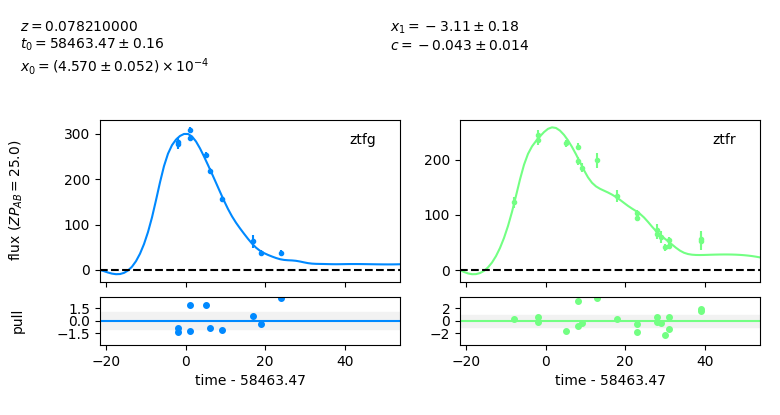 z = 0.078210000
t0 = 58463.47 ± 0.16
x0 = (4.570 ± 0.052) × 10^−4
x1 = −3.11 ± 0.18
c = −0.043 ± 0.014
flux (ZP_AB = 25.0)
300
200
100
0
ztfg
200
100
0
ztfr
pull
1.5
0.0
−1.5
−20
0
20
40
time - 58463.47
2
0
−2
−20
0
20
40
time - 58463.47